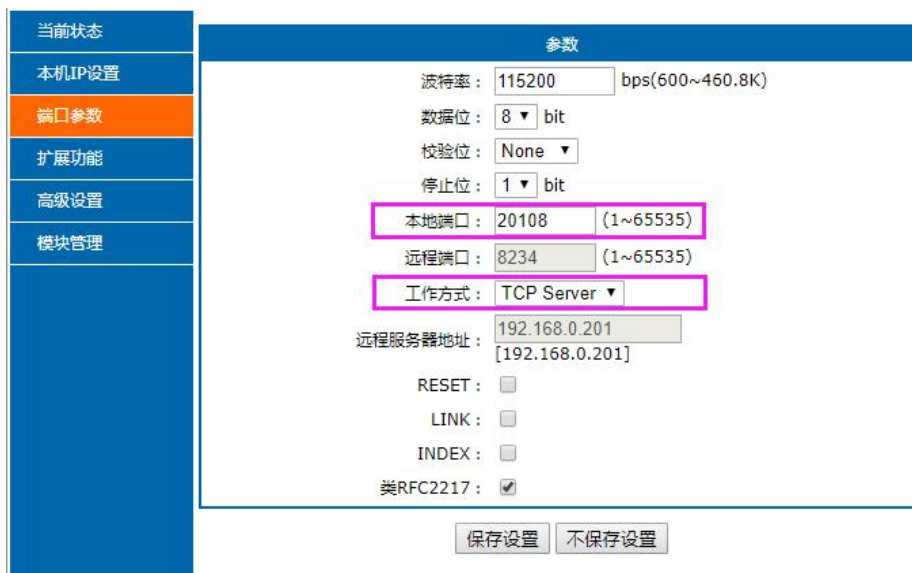 当前状态
本机IP设置
端口参数
扩展功能
高级设置
模块管理
参数
波特率： 115200 bps(600~460.8K)
数据位： 8 bit
校验位： None
停止位： 1 bit
本地端口： 20108 (1~65535)
远程端口： 8234 (1~65535)
工作方式： TCP Server
远程服务器地址： 192.168.0.201
[192.168.0.201]
RESET：
LINK：
INDEX：
类RFC2217：
保存设置 不保存设置